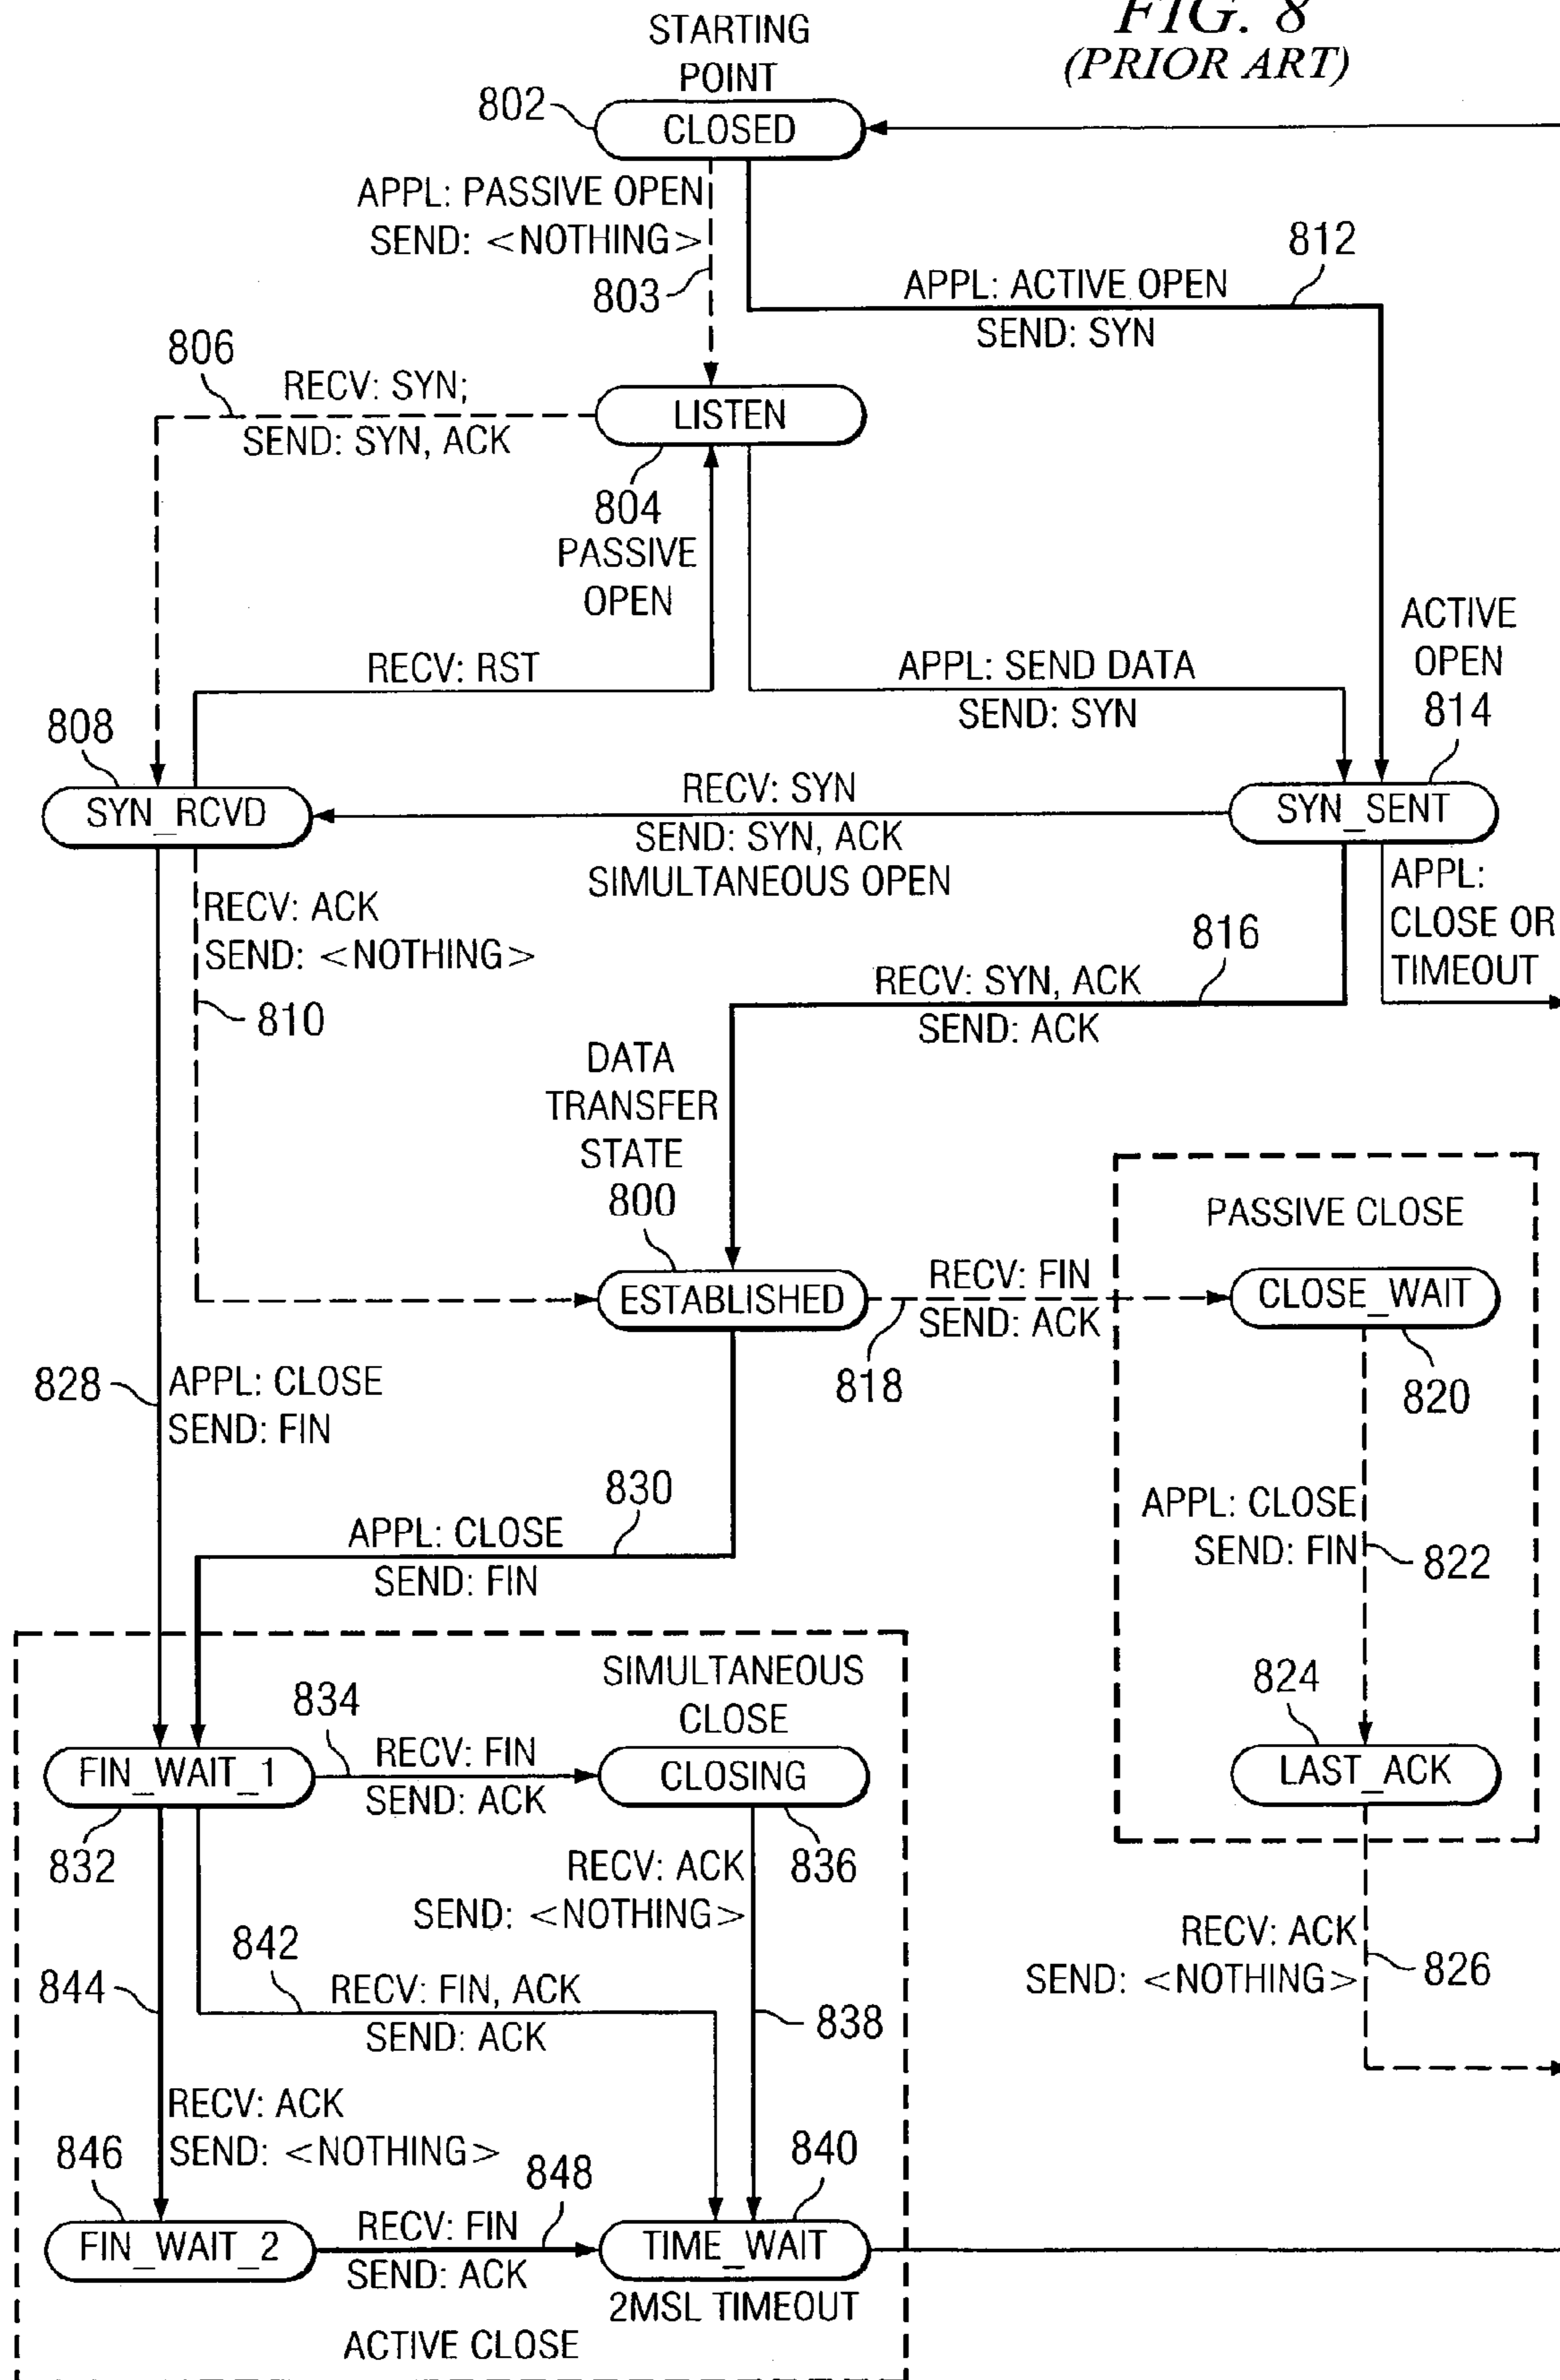 FIG. 8
(PRIOR ART)
STARTING
POINT
802
CLOSED
APPL: PASSIVE OPEN
SEND: <NOTHING>
803
812
APPL: ACTIVE OPEN
SEND: SYN
806
RECV: SYN;
SEND: SYN, ACK
LISTEN
804
PASSIVE
OPEN
RECV: RST
APPL: SEND DATA
SEND: SYN
ACTIVE
OPEN
814
808
SYN_RCVD
RECV: SYN
SEND: SYN, ACK
SIMULTANEOUS OPEN
SYN_SENT
RECV: ACK
SEND: <NOTHING>
810
APPL:
CLOSE OR
TIMEOUT
816
RECV: SYN, ACK
SEND: ACK
DATA
TRANSFER
STATE
800
ESTABLISHED
RECV: FIN
SEND: ACK
818
PASSIVE CLOSE
CLOSE_WAIT
820
828
APPL: CLOSE
SEND: FIN
830
APPL: CLOSE
SEND: FIN
APPL: CLOSE
SEND: FIN
822
824
LAST_ACK
SIMULTANEOUS
CLOSE
834
FIN_WAIT_1
RECV: FIN
SEND: ACK
CLOSING
832
836
RECV: ACK
SEND: <NOTHING>
RECV: ACK
SEND: <NOTHING>
826
842
844
RECV: FIN, ACK
SEND: ACK
838
RECV: ACK
SEND: <NOTHING>
846
848
840
FIN_WAIT_2
RECV: FIN
SEND: ACK
TIME_WAIT
2MSL TIMEOUT
ACTIVE CLOSE